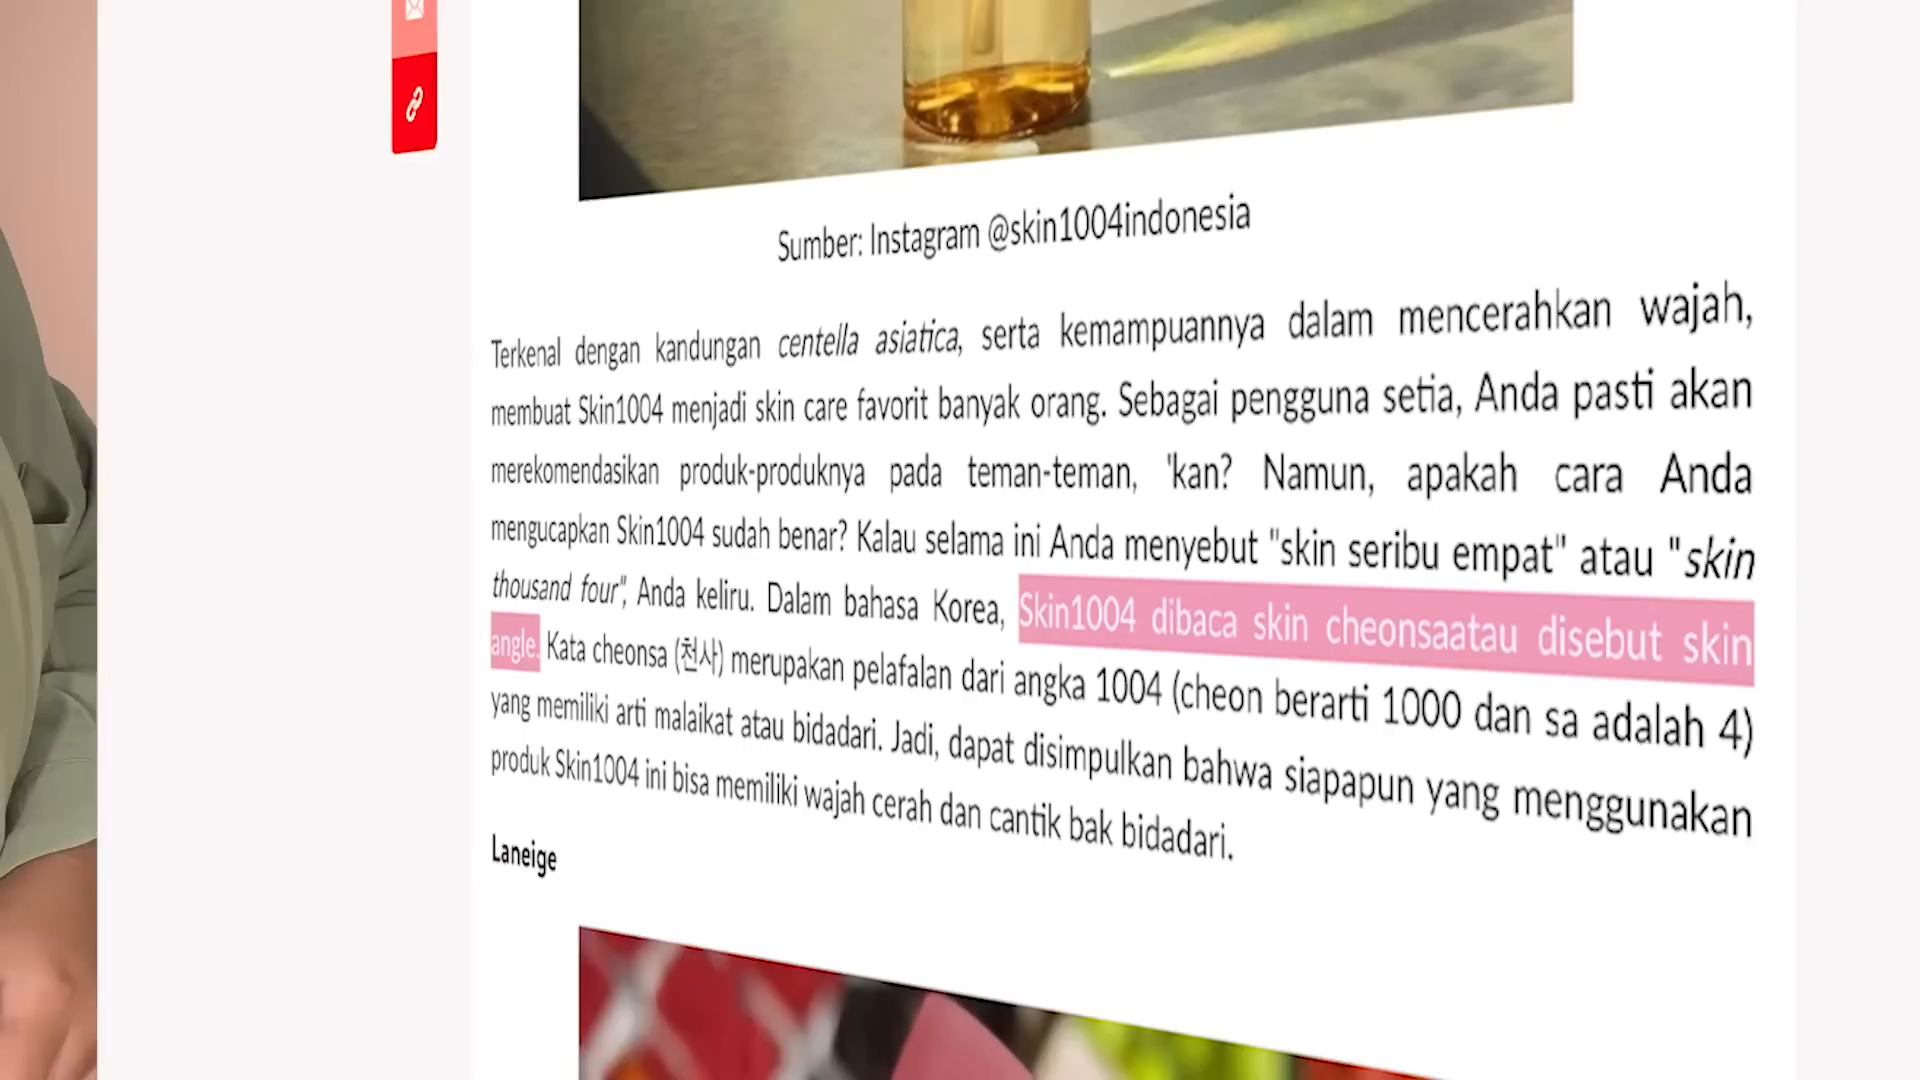 Sumber: Instagram @skin1004indonesia
Terkenal dengan kandungan centella asiatica, serta kemampuannya dalam mencerahkan wajah,
membuat Skin1004 menjadi skin care favorit banyak orang. Sebagai pengguna setia, Anda pasti akan
merekomendasikan produk-produknya pada teman-teman, 'kan? Namun, apakah cara Anda
mengucapkan Skin1004 sudah benar? Kalau selama ini Anda menyebut "skin seribu empat" atau "skin
thousand four", Anda keliru. Dalam bahasa Korea, Skin1004 dibaca skin cheonsaatau disebut skin
angle. Kata cheonsa (천사) merupakan pelafalan dari angka 1004 (cheon berarti 1000 dan sa adalah 4)
yang memiliki arti malaikat atau bidadari. Jadi, dapat disimpulkan bahwa siapapun yang menggunakan
produk Skin1004 ini bisa memiliki wajah cerah dan cantik bak bidadari.
Laneige